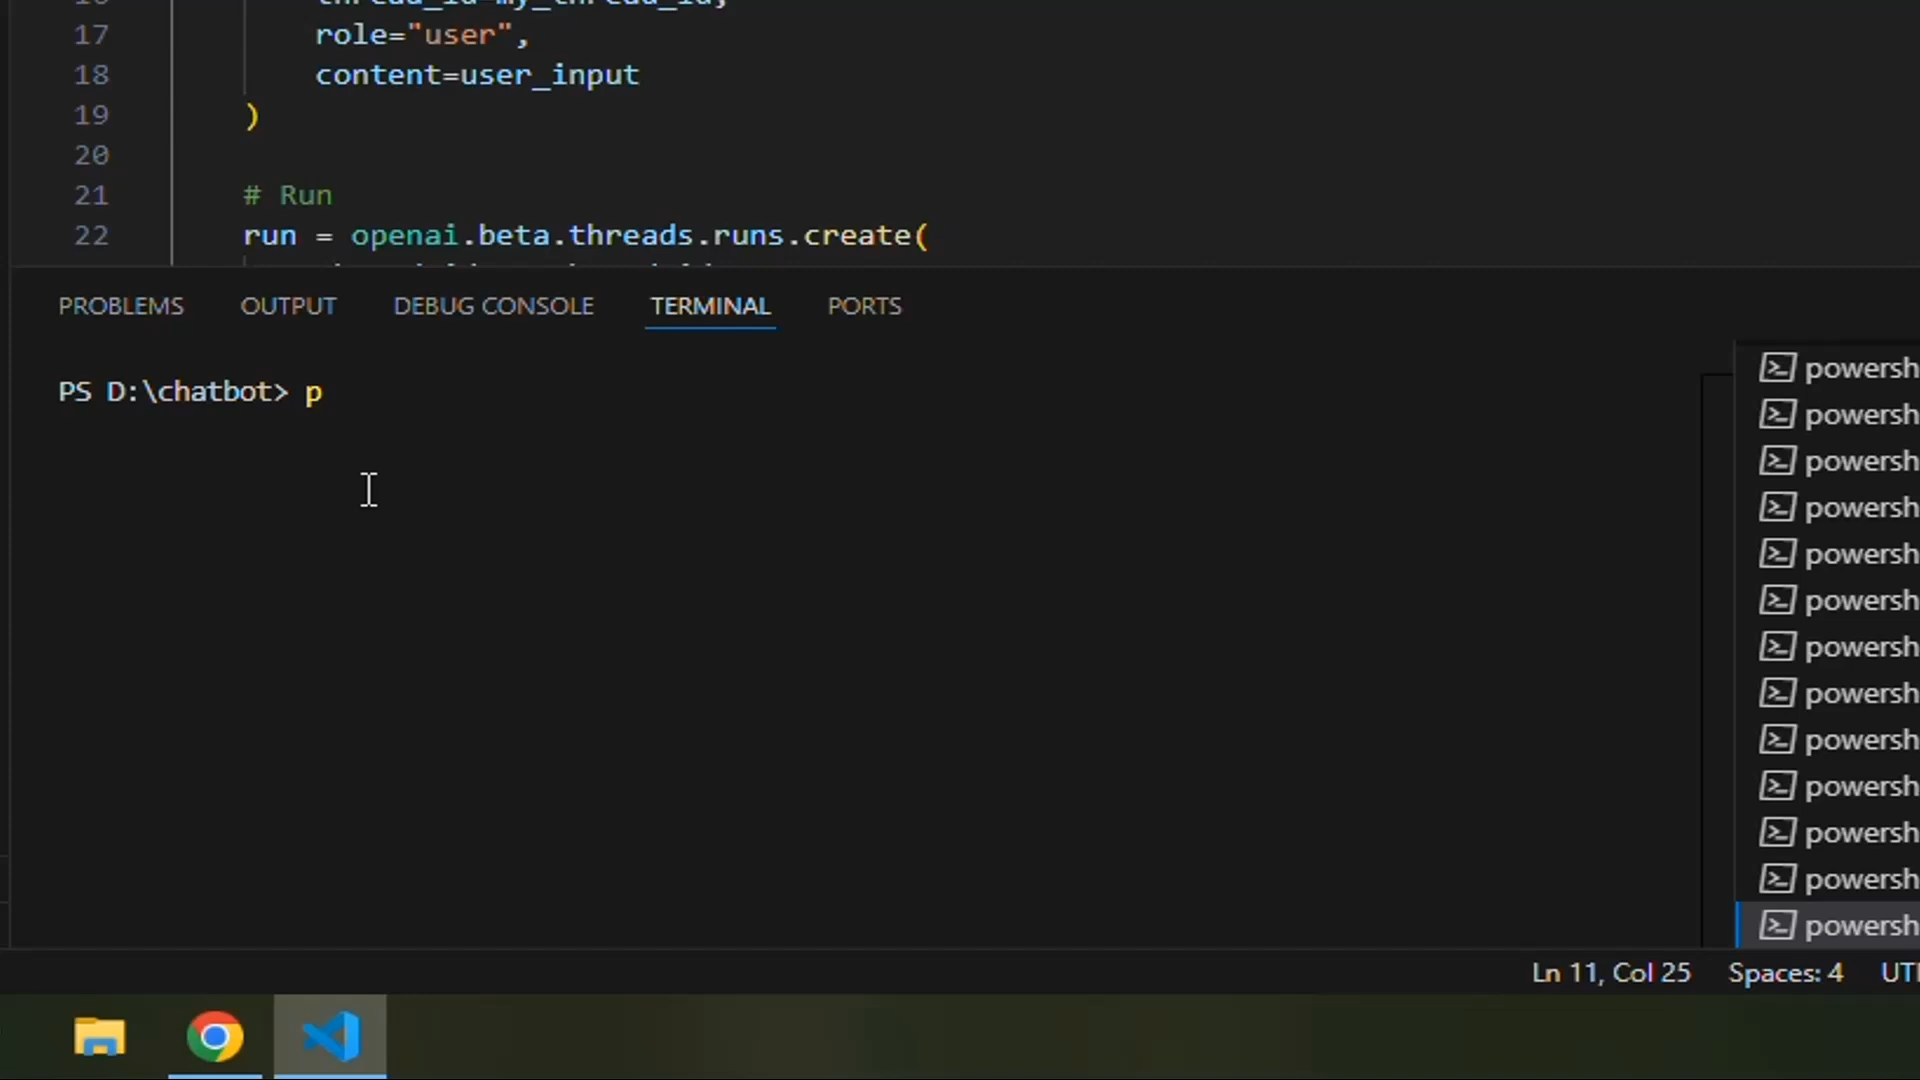 17 role="user",
18 content=user_input
19 )
20
21 # Run
22 run = openai.beta.threads.runs.create(
PROBLEMS OUTPUT DEBUG CONSOLE TERMINAL PORTS
PS D:\chatbot> p
powersh
powersh
powersh
powersh
powersh
powersh
powersh
powersh
powersh
powersh
powersh
powersh
powersh
Ln 11, Col 25 Spaces: 4 UTF